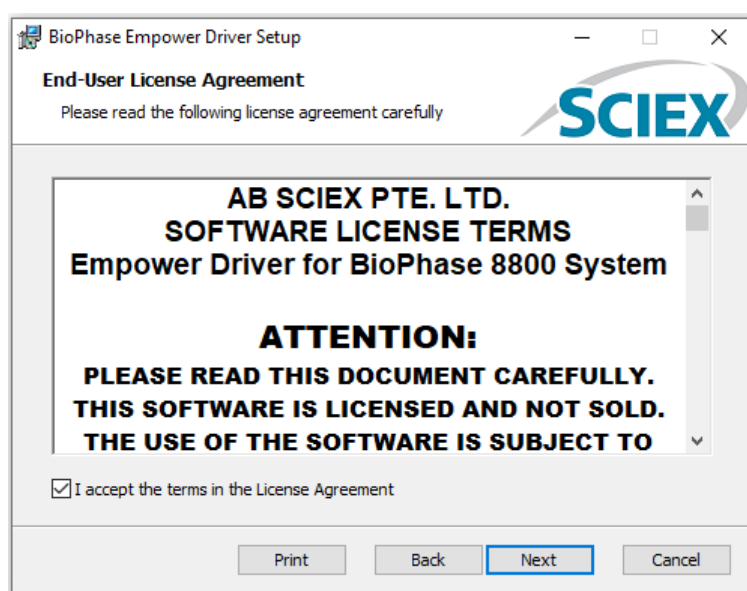 BioPhase Empower Driver Setup
End-User License Agreement
Please read the following license agreement carefully
SCIEX
AB SCIEX PTE. LTD.
SOFTWARE LICENSE TERMS
Empower Driver for BioPhase 8800 System
ATTENTION:
PLEASE READ THIS DOCUMENT CAREFULLY.
THIS SOFTWARE IS LICENSED AND NOT SOLD.
THE USE OF THE SOFTWARE IS SUBJECT TO
I accept the terms in the License Agreement
Print Back Next Cancel